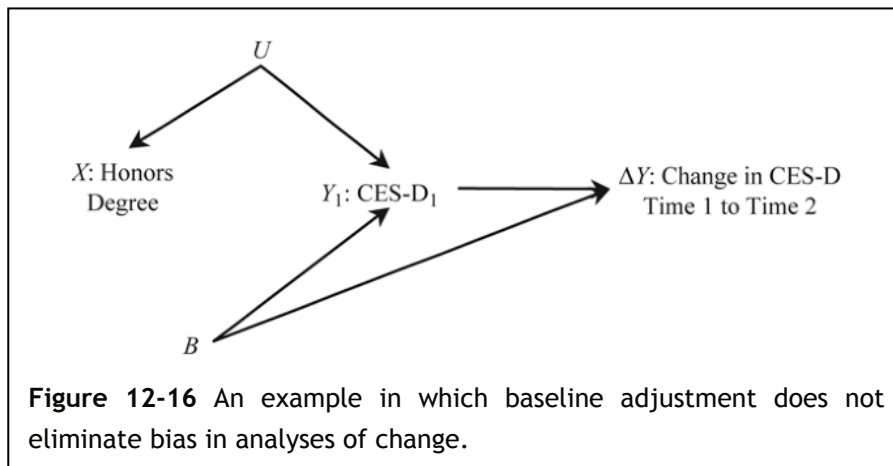 U
X: Honors
Degree
Y₁: CES-D₁
ΔY: Change in CES-D
Time 1 to Time 2
B
Figure 12-16 An example in which baseline adjustment does not
eliminate bias in analyses of change.